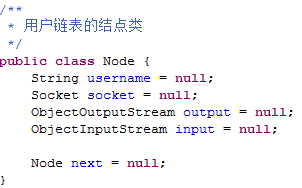 /**
 * 用户链表的结点类
 */
public class Node {
    String username = null;
    Socket socket = null;
    ObjectOutputStream output = null;
    ObjectInputStream input = null;

    Node next = null;
}